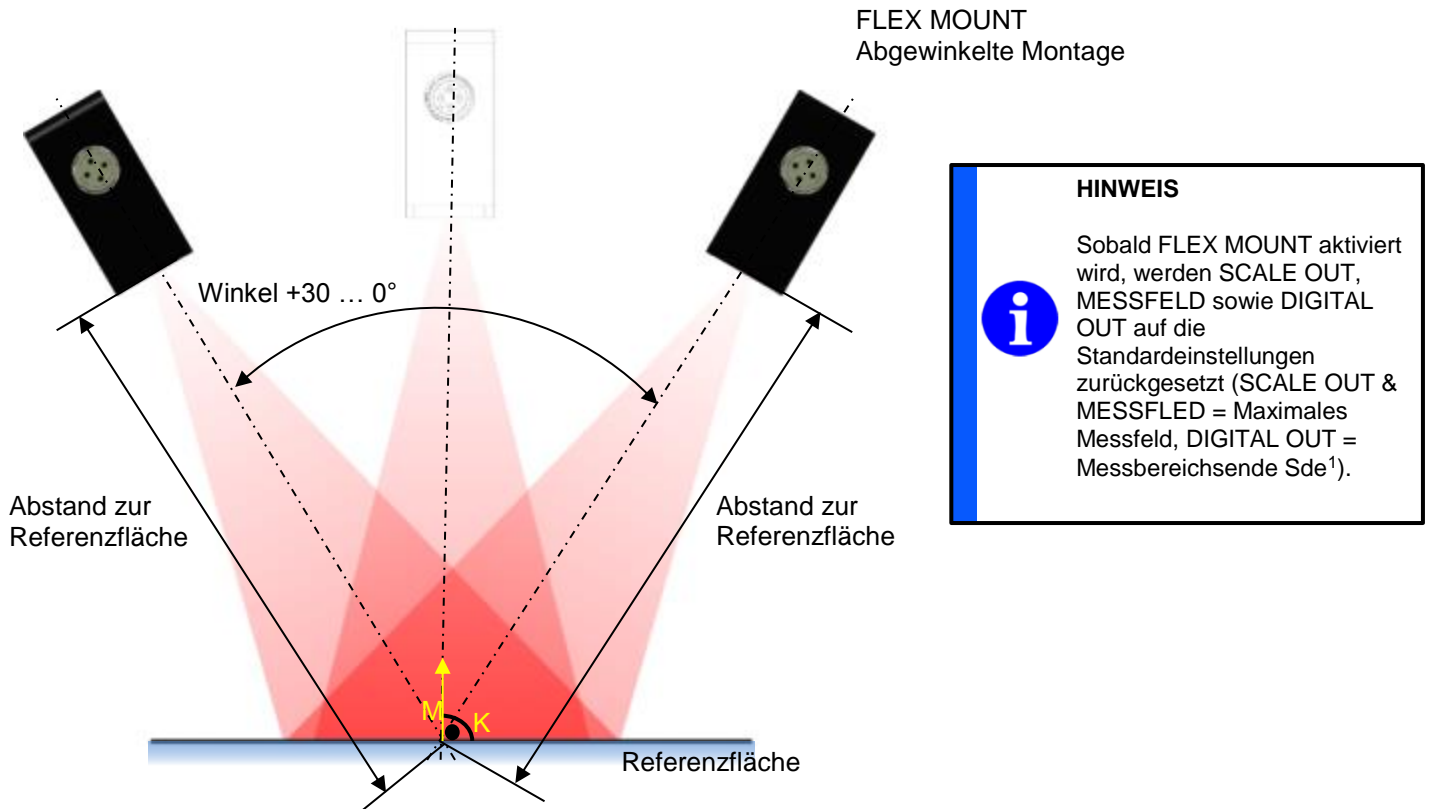 FLEX MOUNT
Abgewinkelte Montage
HINWEIS
Sobald FLEX MOUNT aktiviert
wird, werden SCALE OUT,
MESSFELD sowie DIGITAL
OUT auf die
Standardeinstellungen
zurückgesetzt (SCALE OUT &
MESSFLED = Maximales
Messfeld, DIGITAL OUT =
Messbereichsende Sde¹).
Winkel +30 … 0°
Abstand zur
Referenzfläche
Abstand zur
Referenzfläche
M
K
Referenzfläche